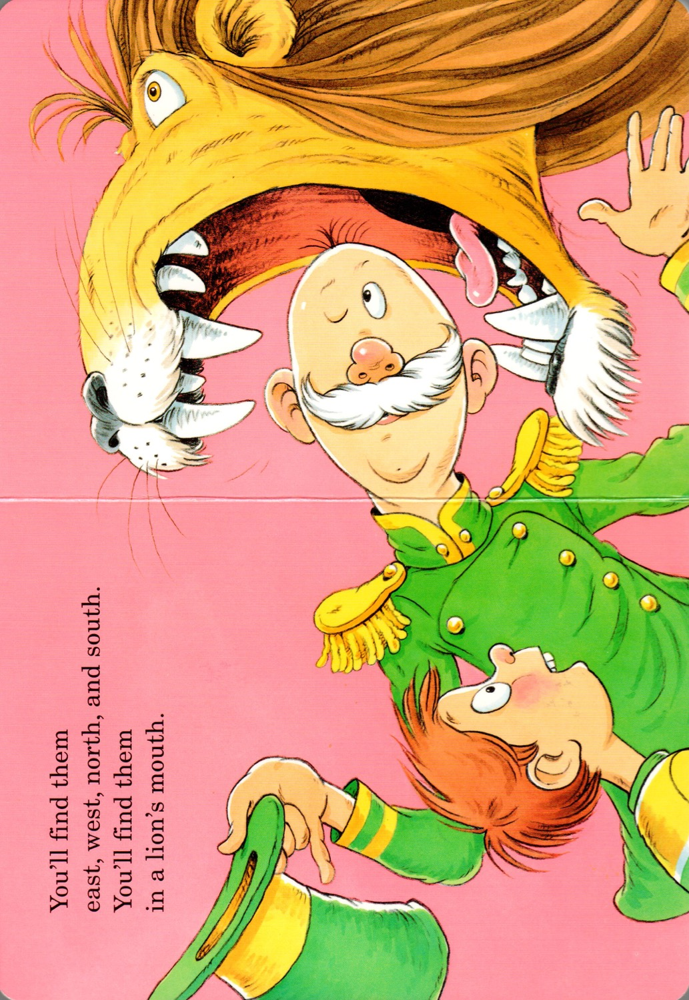 You'll find them
east, west, north, and south.
You'll find them
in a lion's mouth.